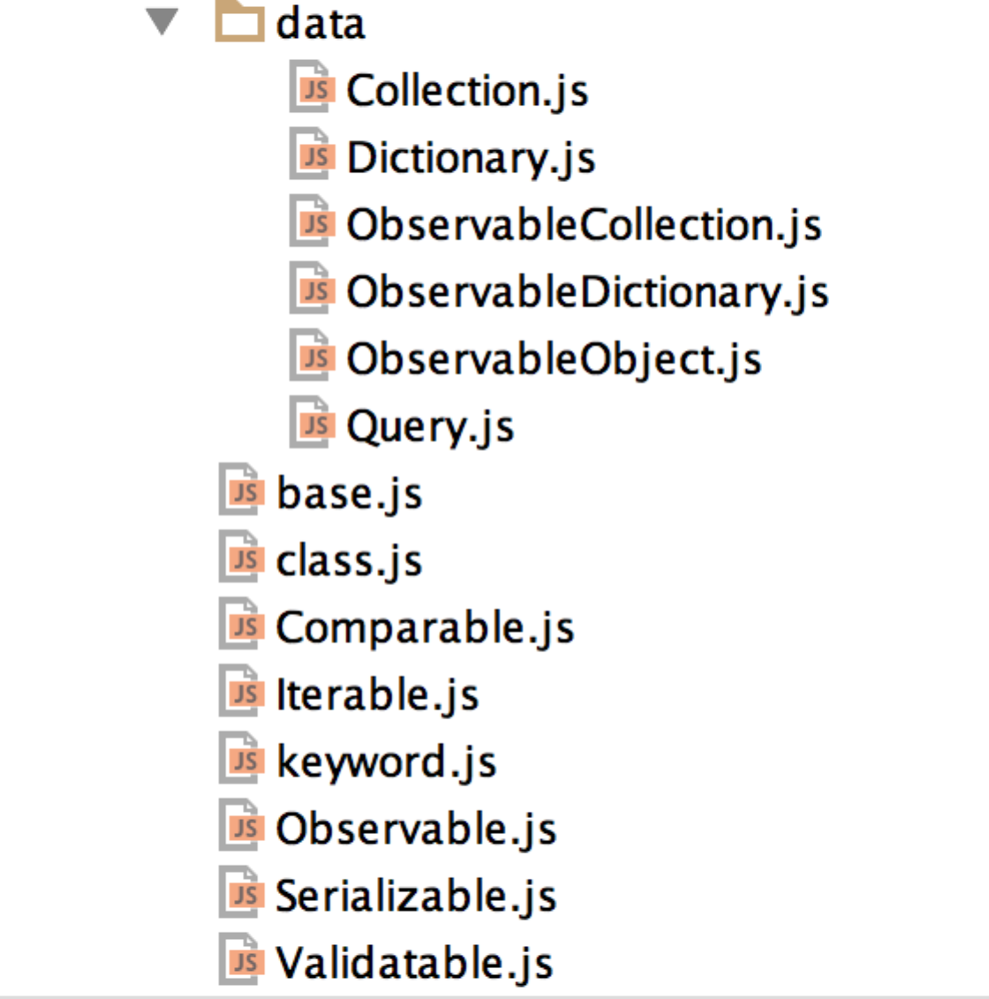 data
JS Collection.js
JS Dictionary.js
JS ObservableCollection.js
JS ObservableDictionary.js
JS ObservableObject.js
JS Query.js
JS base.js
JS class.js
JS Comparable.js
JS Iterable.js
JS keyword.js
JS Observable.js
JS Serializable.js
JS Validatable.js